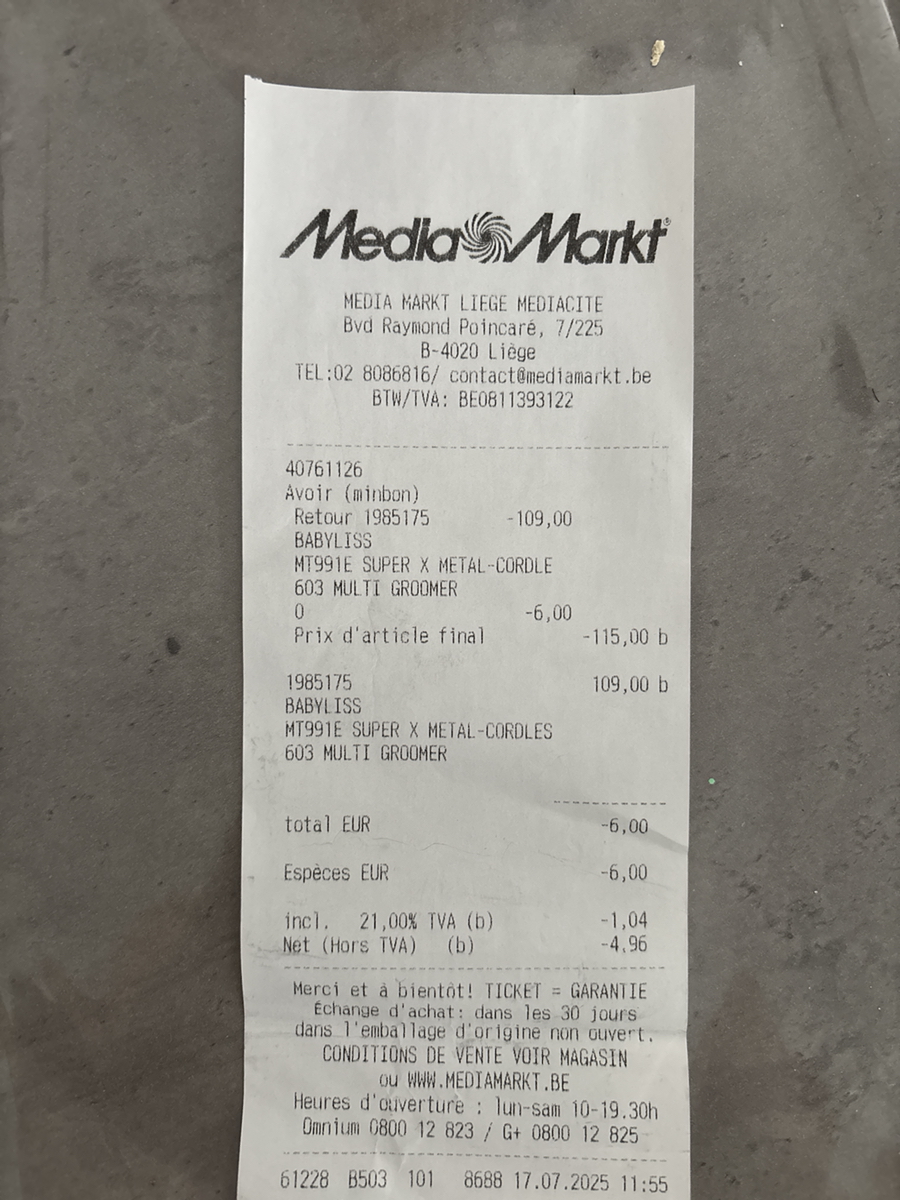 Media Markt®
MEDIA MARKT LIEGE MEDIACITE
Bvd Raymond Poincaré, 7/225
B-4020 Liège
TEL:02 8086816/ contact@mediamarkt.be
BTW/TVA: BE0811393122
40761126
Avoir (minbon)
Retour 1985175 -109,00
BABYLISS
MT991E SUPER X METAL-CORDLE
603 MULTI GROOMER
0 -6,00
Prix d'article final -115,00 b
1985175 109,00 b
BABYLISS
MT991E SUPER X METAL-CORDLES
603 MULTI GROOMER
total EUR -6,00
Espèces EUR -6,00
incl. 21,00% TVA (b) -1,04
Net (Hors TVA) (b) -4,96
Merci et à bientôt! TICKET = GARANTIE
Échange d'achat: dans les 30 jours
dans l'emballage d'origine non ouvert.
CONDITIONS DE VENTE VOIR MAGASIN
ou WWW.MEDIAMARKT.BE
Heures d'ouverture : lun-sam 10-19.30h
Omnium 0800 12 823 / G+ 0800 12 825
61228 B503 101 8688 17.07.2025 11:55